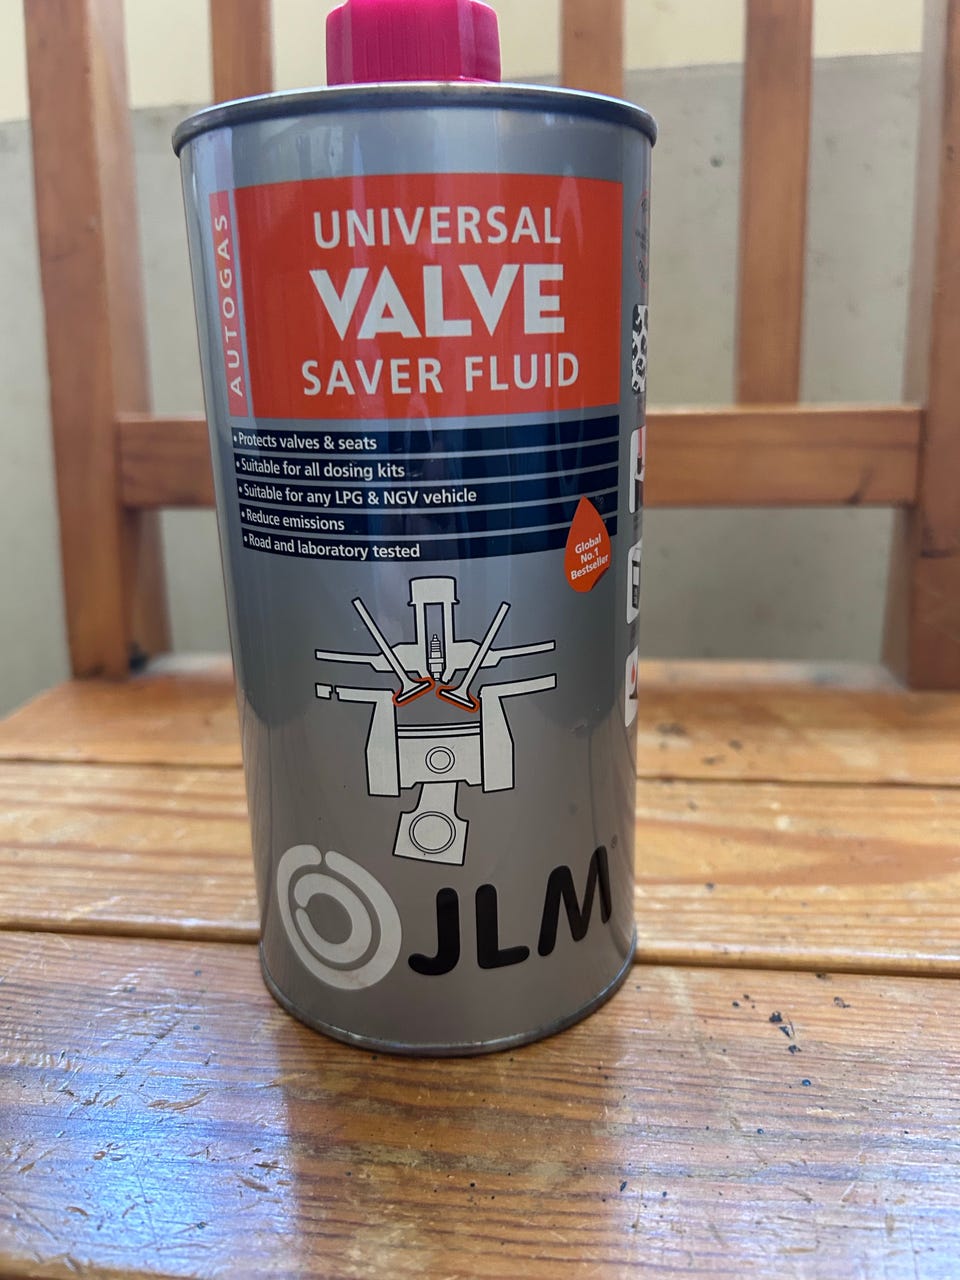 AUTOGAS
UNIVERSAL
VALVE
SAVER FLUID
• Protects valves & seats
• Suitable for all dosing kits
• Suitable for any LPG & NGV vehicle
• Reduce emissions
• Road and laboratory tested
Global
No.1
Bestseller
JLM®